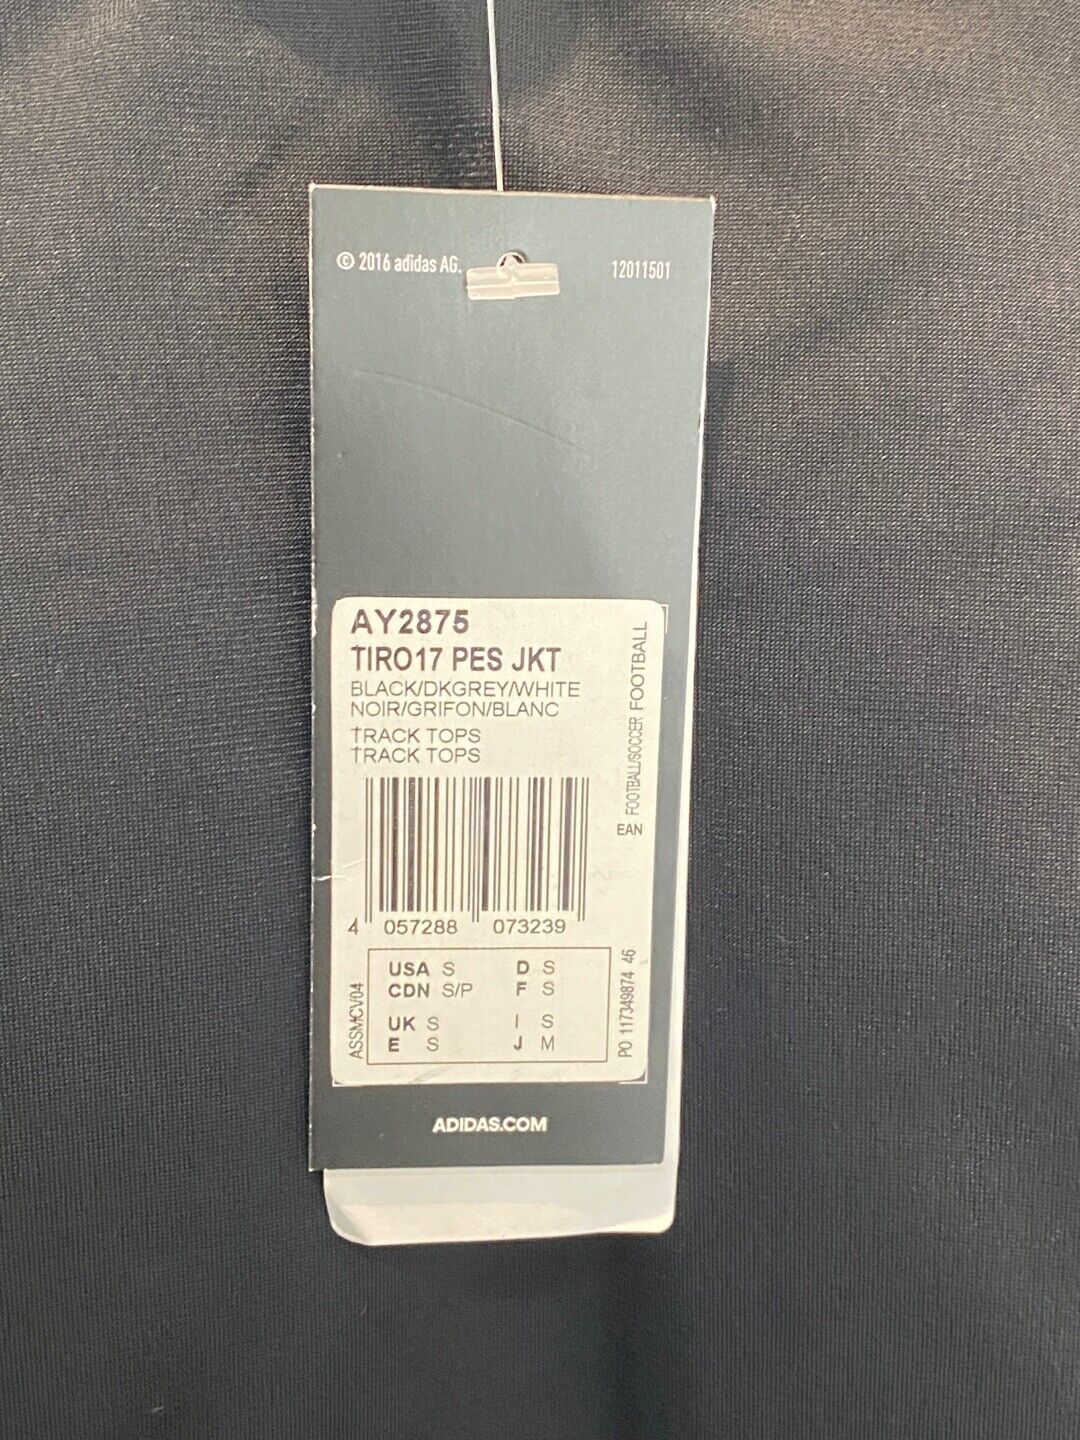 © 2016 adidas AG.
12011501
AY2875
TIRO17 PES JKT
BLACK/DKGREY/WHITE
NOIR/GRIFON/BLANC
TRACK TOPS
TRACK TOPS
FOOTBALL/SOCCER FOOTBALL
EAN
4 057288 073239
USA S D S
CDN S/P F S
UK S I S
E S J M
ASSMCV04
PO 117349874 46
ADIDAS.COM